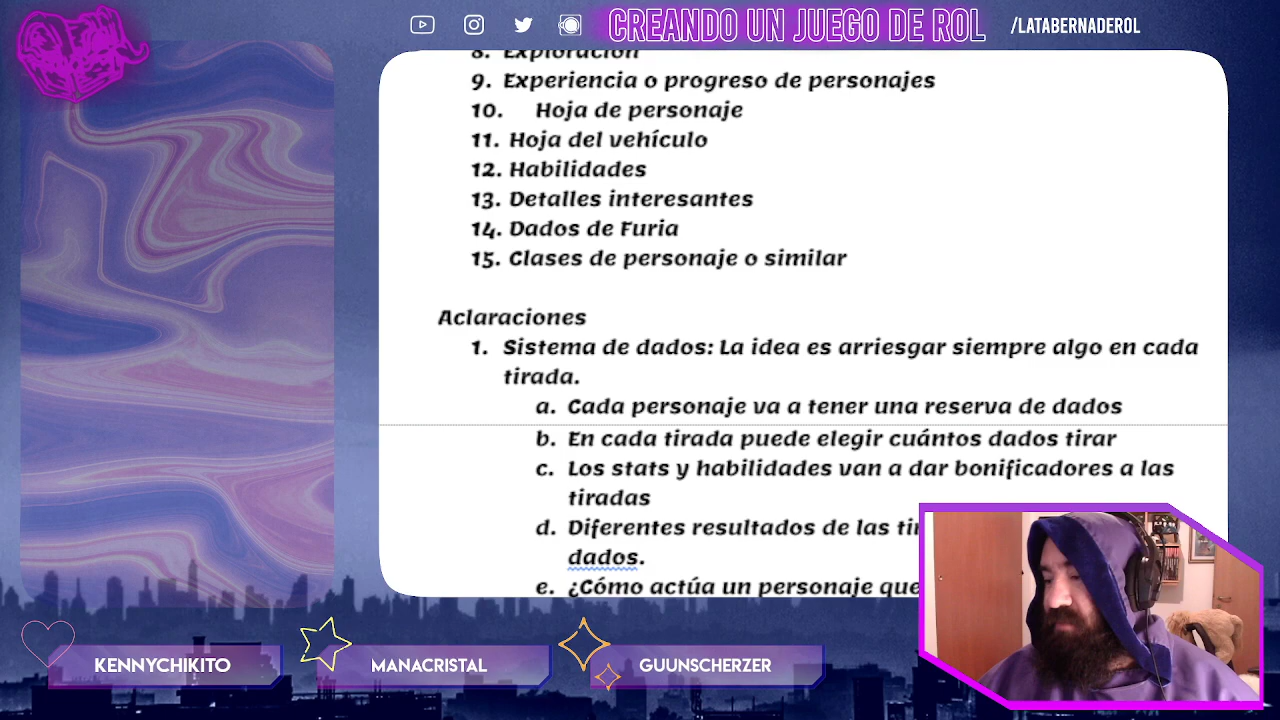 CREANDO UN JUEGO DE ROL
/LATABERNADEROL
8. Exploración
9. Experiencia o progreso de personajes
10. Hoja de personaje
11. Hoja del vehículo
12. Habilidades
13. Detalles interesantes
14. Dados de Furia
15. Clases de personaje o similar
Aclaraciones
1. Sistema de dados: La idea es arriesgar siempre algo en cada
tirada.
a. Cada personaje va a tener una reserva de dados
b. En cada tirada puede elegir cuántos dados tirar
c. Los stats y habilidades van a dar bonificadores a las
tiradas
d. Diferentes resultados de las
dados.
e. ¿Cómo actúa un personaje que
KENNYCHIKITO
MANACRISTAL
GUUNSCHERZER